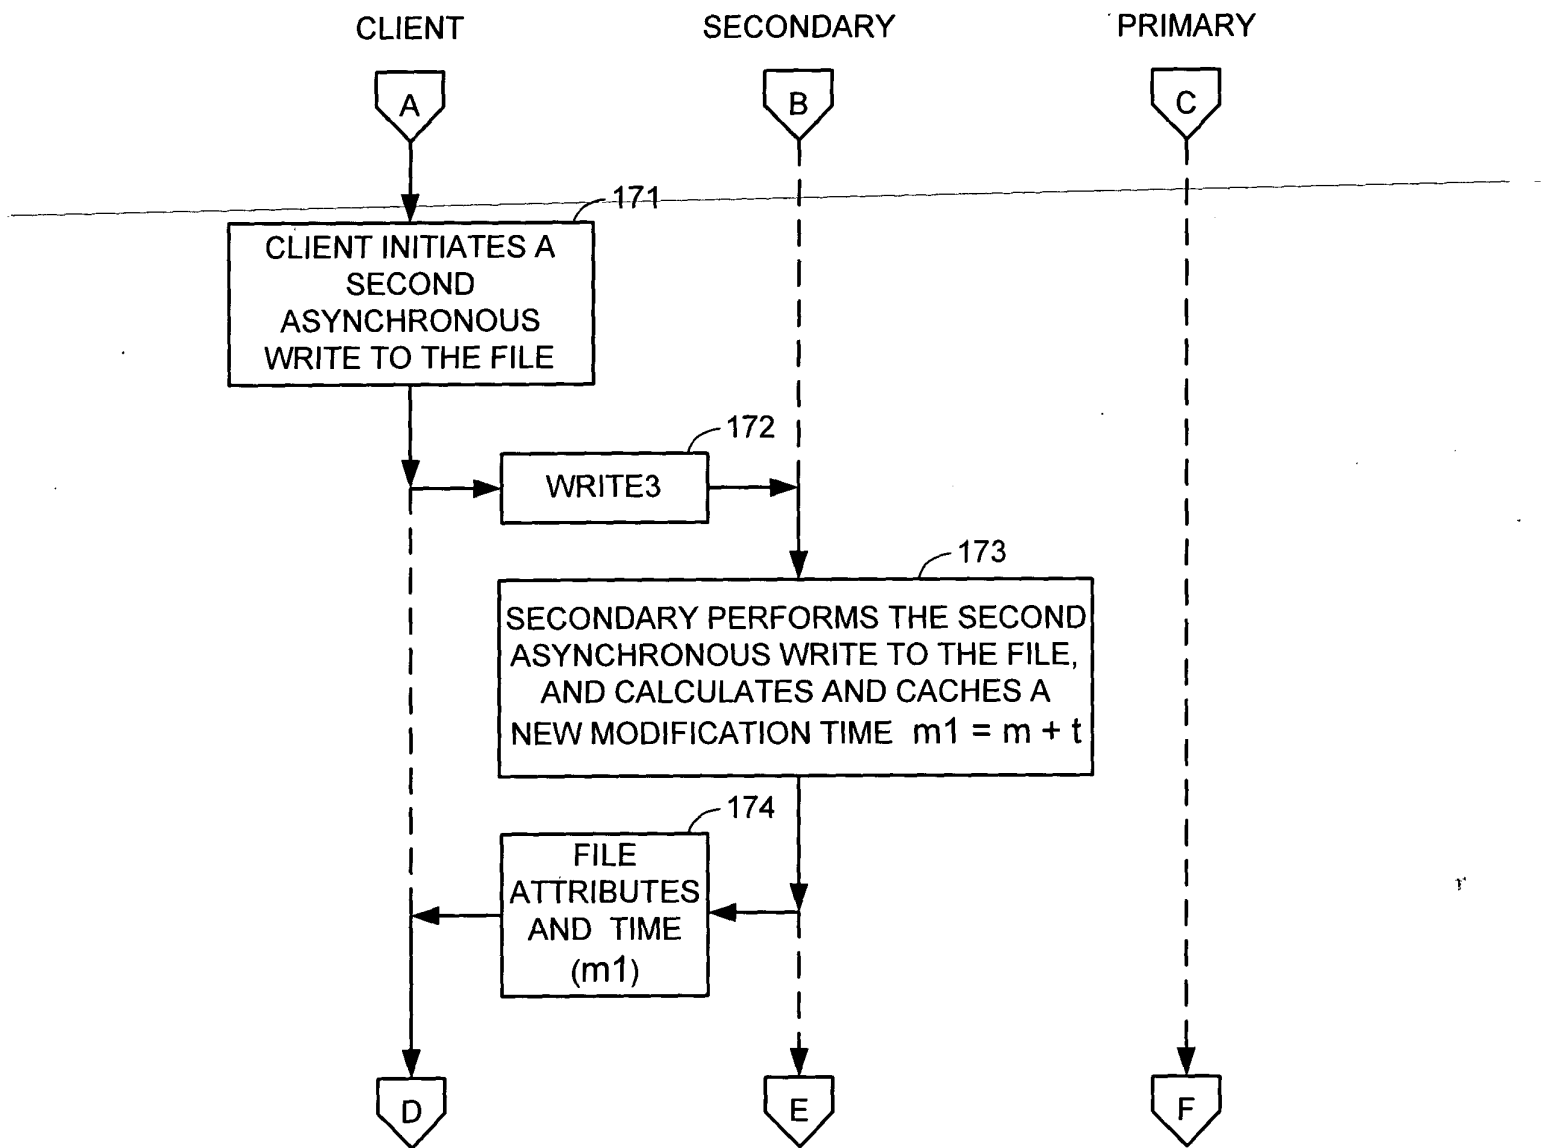 CLIENT
SECONDARY
PRIMARY
A
B
C
171
CLIENT INITIATES A
SECOND
ASYNCHRONOUS
WRITE TO THE FILE
172
WRITE3
173
SECONDARY PERFORMS THE SECOND
ASYNCHRONOUS WRITE TO THE FILE,
AND CALCULATES AND CACHES A
NEW MODIFICATION TIME m1 = m + t
174
FILE
ATTRIBUTES
AND TIME
(m1)
D
E
F